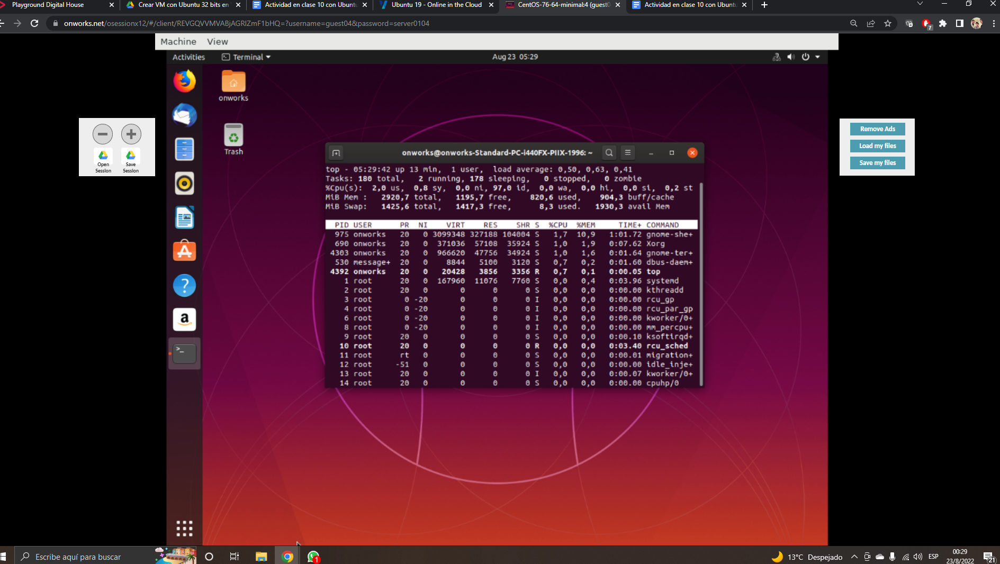 Playground Digital House
Crear VM con Ubuntu 32 bits en
Actividad en clase 10 con Ubuntu
Ubuntu 19 - Online in the Cloud
CentOS-76-64-minimal:4 (guest0
Actividad en clase 10 con Ubuntu
onworks.net/osessionx12/#/client/REVGQVVMVABjAGRlZmF1bHQ=?username=guest04&password=server0104
7
Machine View
Activities Terminal Aug 23 05:29
onworks
Trash
Open Session
Save Session
Remove Ads
Load my files
Save my files
onworks@onworks-Standard-PC-i440FX-PIIX-1996: ~
top - 05:29:42 up 13 min, 1 user, load average: 0,50, 0,63, 0,41
Tasks: 180 total, 2 running, 178 sleeping, 0 stopped, 0 zombie
%Cpu(s): 2,0 us, 0,8 sy, 0,0 ni, 97,0 id, 0,0 wa, 0,0 hi, 0,0 si, 0,2 st
MiB Mem : 2920,7 total, 1195,7 free, 820,6 used, 904,3 buff/cache
MiB Swap: 1425,6 total, 1417,3 free, 8,3 used. 1930,3 avail Mem
PID USER PR NI VIRT RES SHR S %CPU %MEM TIME+ COMMAND
975 onworks 20 0 3099348 327188 104004 S 1,7 10,9 1:01.72 gnome-she+
690 onworks 20 0 371036 57108 35924 S 1,0 1,9 0:07.62 Xorg
4303 onworks 20 0 966620 47756 34924 S 1,0 1,6 0:01.64 gnome-ter+
530 message+ 20 0 8844 5100 3120 S 0,7 0,2 0:01.60 dbus-daem+
4392 onworks 20 0 20428 3856 3356 R 0,7 0,1 0:00.05 top
1 root 20 0 167960 11076 7760 S 0,0 0,4 0:03.96 systemd
2 root 20 0 0 0 0 S 0,0 0,0 0:00.00 kthreadd
3 root 0 -20 0 0 0 I 0,0 0,0 0:00.00 rcu_gp
4 root 0 -20 0 0 0 I 0,0 0,0 0:00.00 rcu_par_gp
6 root 0 -20 0 0 0 I 0,0 0,0 0:00.00 kworker/0+
8 root 0 -20 0 0 0 I 0,0 0,0 0:00.00 mm_percpu+
9 root 20 0 0 0 0 S 0,0 0,0 0:00.10 ksoftirqd+
10 root 20 0 0 0 0 R 0,0 0,0 0:03.40 rcu_sched
11 root rt 0 0 0 0 S 0,0 0,0 0:00.01 migration+
12 root -51 0 0 0 0 S 0,0 0,0 0:00.00 idle_inje+
13 root 20 0 0 0 0 I 0,0 0,0 0:00.07 kworker/0+
14 root 20 0 0 0 0 S 0,0 0,0 0:00.00 cpuhp/0
Escribe aquí para buscar
1
13°C Despejado
ESP
00:29
23/8/2022
21